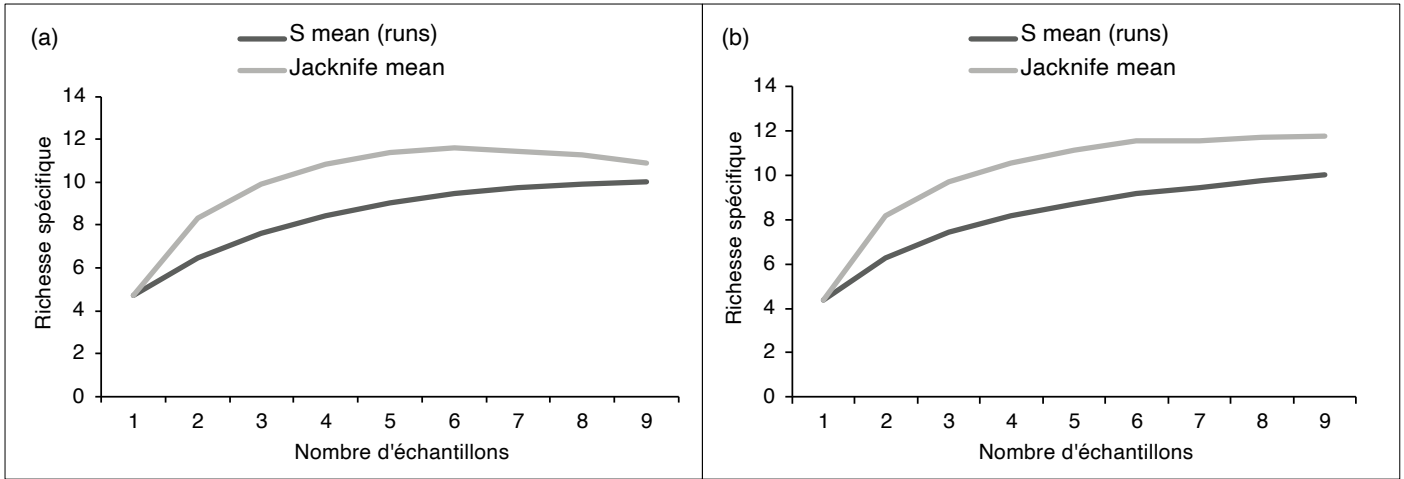 (a)
S mean (runs)
Jacknife mean
14
12
10
8
6
4
2
0
Richesse spécifique
1 2 3 4 5 6 7 8 9
Nombre d'échantillons
(b)
S mean (runs)
Jacknife mean
14
12
10
8
6
4
2
0
Richesse spécifique
1 2 3 4 5 6 7 8 9
Nombre d'échantillons